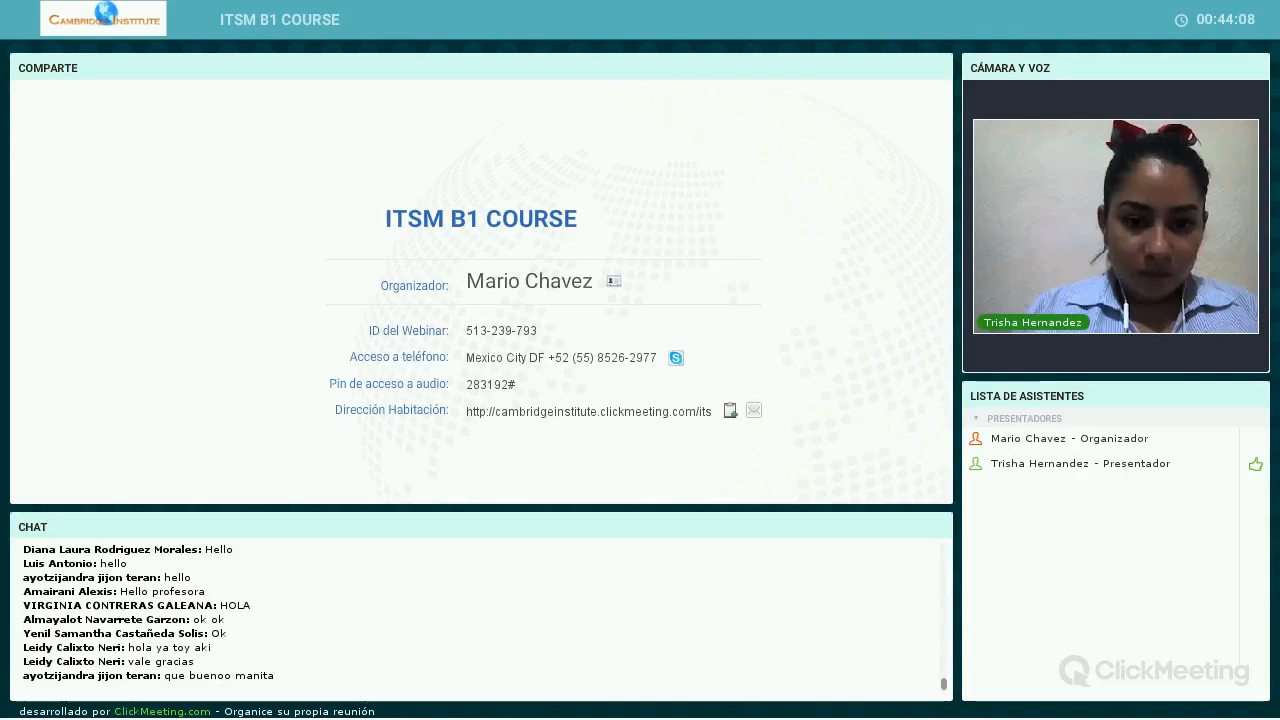 CAMBRIDGE INSTITUTE
ITSM B1 COURSE
00:44:08
COMPARTE
ITSM B1 COURSE
Organizador: Mario Chavez
ID del Webinar: 513-239-793
Acceso a teléfono: Mexico City DF +52 (55) 8526-2977
Pin de acceso a audio: 283192#
Dirección Habitación: http://cambridgeinstitute.clickmeeting.com/its
CÁMARA Y VOZ
Trisha Hernandez
LISTA DE ASISTENTES
PRESENTADORES
Mario Chavez - Organizador
Trisha Hernandez - Presentador
ClickMeeting
CHAT
Diana Laura Rodriguez Morales: Hello
Luis Antonio: hello
ayotzijandra jijon teran: hello
Amairani Alexis: Hello profesora
VIRGINIA CONTRERAS GALEANA: HOLA
Almayalot Navarrete Garzon: ok ok
Yenil Samantha Castañeda Solis: Ok
Leidy Calixto Neri: hola ya toy aki
Leidy Calixto Neri: vale gracias
ayotzijandra jijon teran: que buenoo manita
desarrollado por ClickMeeting.com - Organice su propia reunión